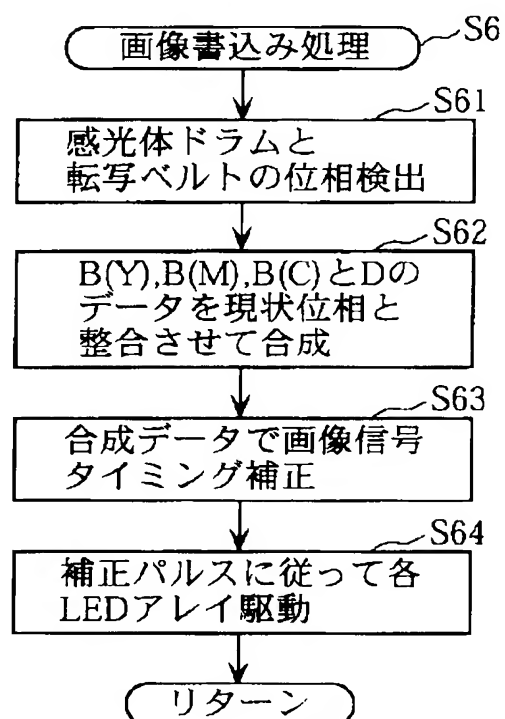 画像書込み処理
S6
S61
感光体ドラムと
転写ベルトの位相検出
S62
B(Y),B(M),B(C)とDの
データを現状位相と
整合させて合成
S63
合成データで画像信号
タイミング補正
S64
補正パルスに従って各
LEDアレイ駆動
リターン